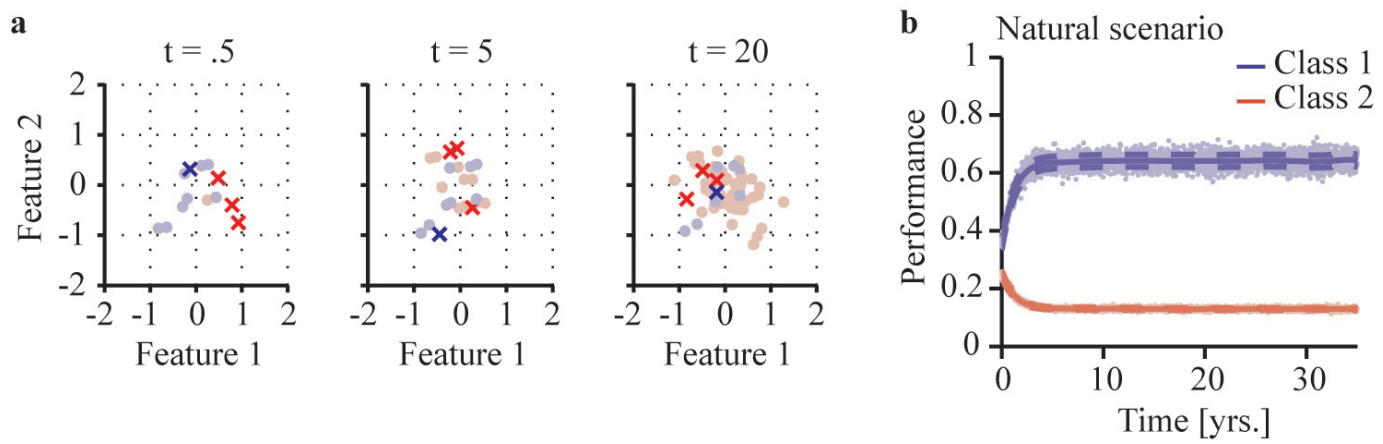 a
t = .5
t = 5
t = 20
Feature 2
2
1
0
-1
-2
-2 -1 0 1 2
-2 -1 0 1 2
-2 -1 0 1 2
Feature 1
Feature 1
Feature 1
b
Natural scenario
Class 1
Class 2
Performance
1
0.8
0.6
0.4
0.2
0
0 10 20 30
Time [yrs.]